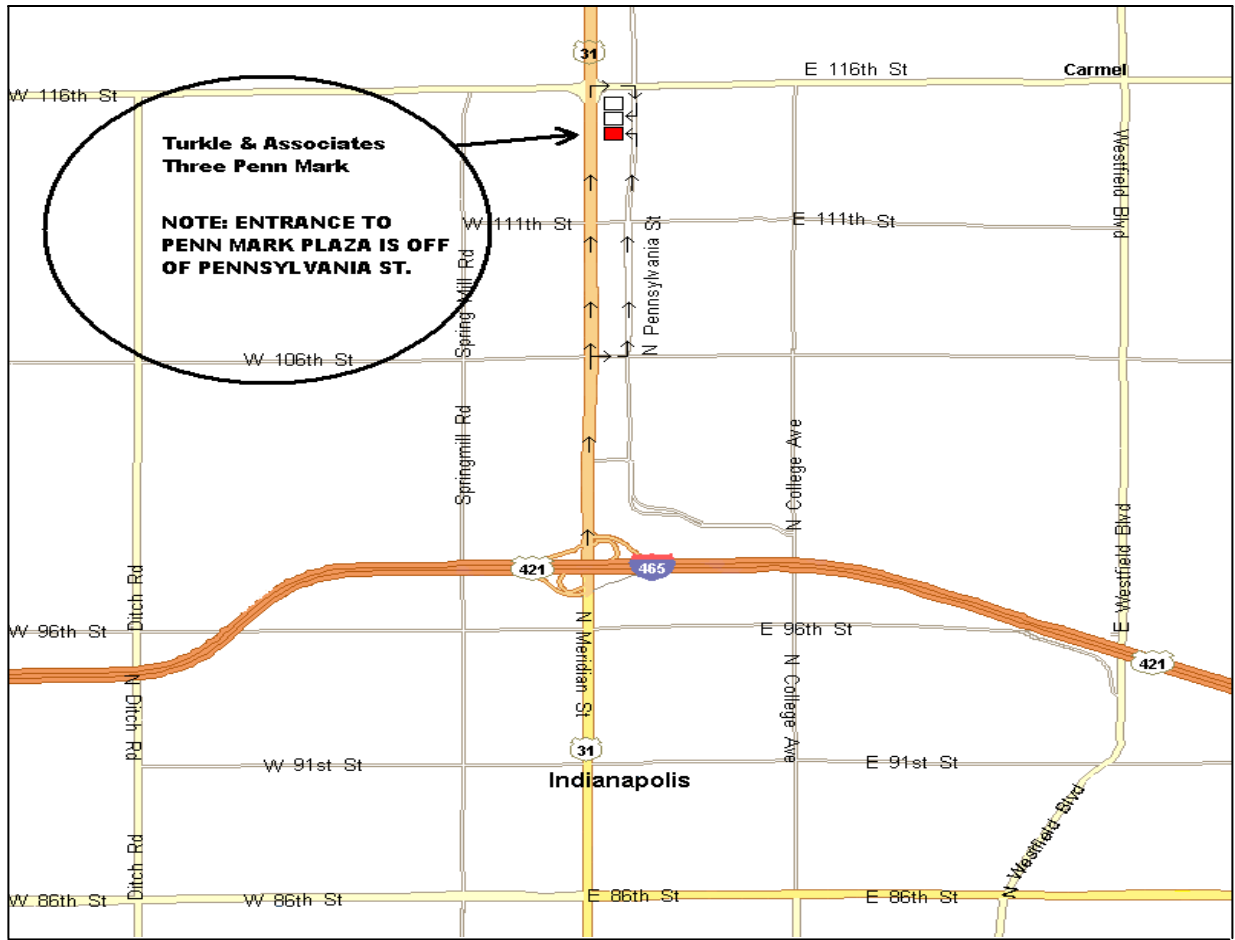 31
E 116th St
Carmel
W 116th St
Turkle & Associates
Three Penn Mark
NOTE: ENTRANCE TO
PENN MARK PLAZA IS OFF
OF PENNSYLVANIA ST.
Westfield Blvd
W 111th St
E 111th St
N Pennsylvania St
Spring Mill Rd
W 106th St
Springmill Rd
N College Ave
421
465
Ditch Rd
E Westfield Blvd
W 96th St
E 96th St
N Meridian St
421
N Ditch Rd
N College Ave
31
W 91st St
E 91st St
Indianapolis
N Westfield Blvd
Ditch Rd
W 86th St
W 86th St
E 86th St
E 86th St